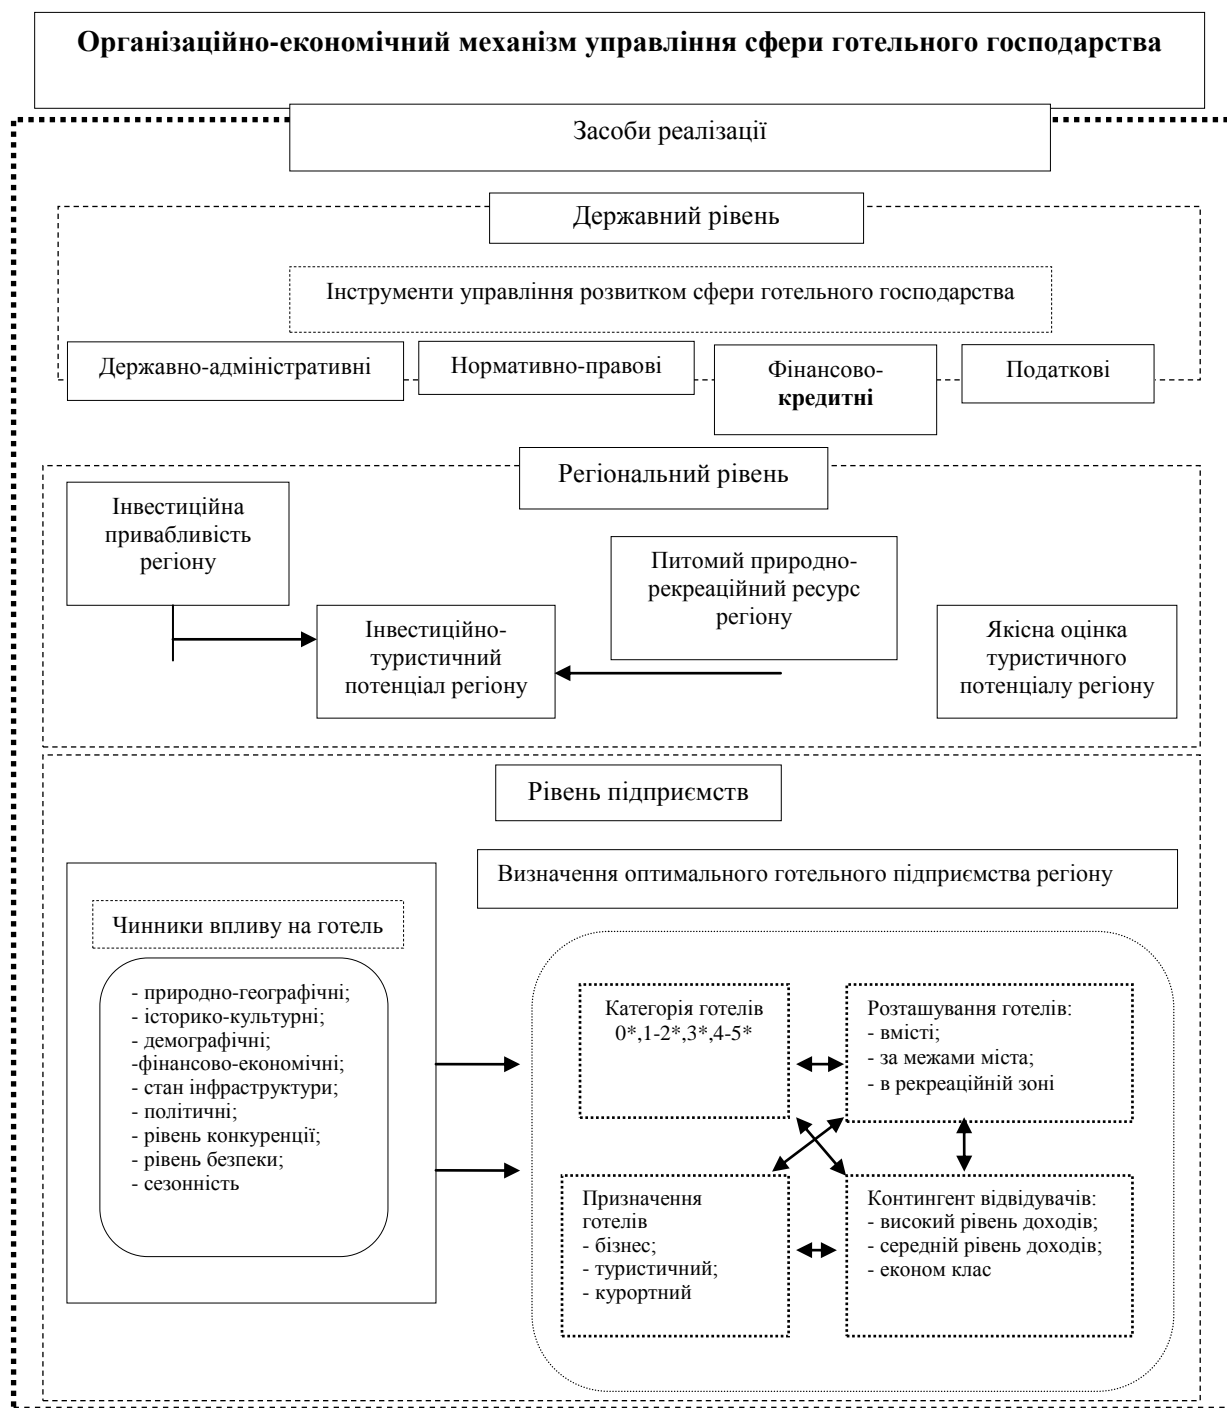 Організаційно-економічний механізм управління сфери готельного господарства
Засоби реалізації
Державний рівень
Інструменти управління розвитком сфери готельного господарства
Державно-адміністративні
Нормативно-правові
Фінансово-
кредитні
Податкові
Регіональний рівень
Інвестиційна
привабливість
регіону
Питомий природно-
рекреаційний ресурс
регіону
Інвестиційно-
туристичний
потенціал регіону
Якісна оцінка
туристичного
потенціалу регіону
Рівень підприємств
Визначення оптимального готельного підприємства регіону
Чинники впливу на готель
- природно-географічні;
- історико-культурні;
- демографічні;
-фінансово-економічні;
- стан інфраструктури;
- політичні;
- рівень конкуренції;
- рівень безпеки;
- сезонність
Категорія готелів
0*,1-2*,3*,4-5*
Розташування готелів:
- вмісті;
- за межами міста;
- в рекреаційній зоні
Призначення
готелів
- бізнес;
- туристичний;
- курортний
Контингент відвідувачів:
- високий рівень доходів;
- середній рівень доходів;
- економ клас